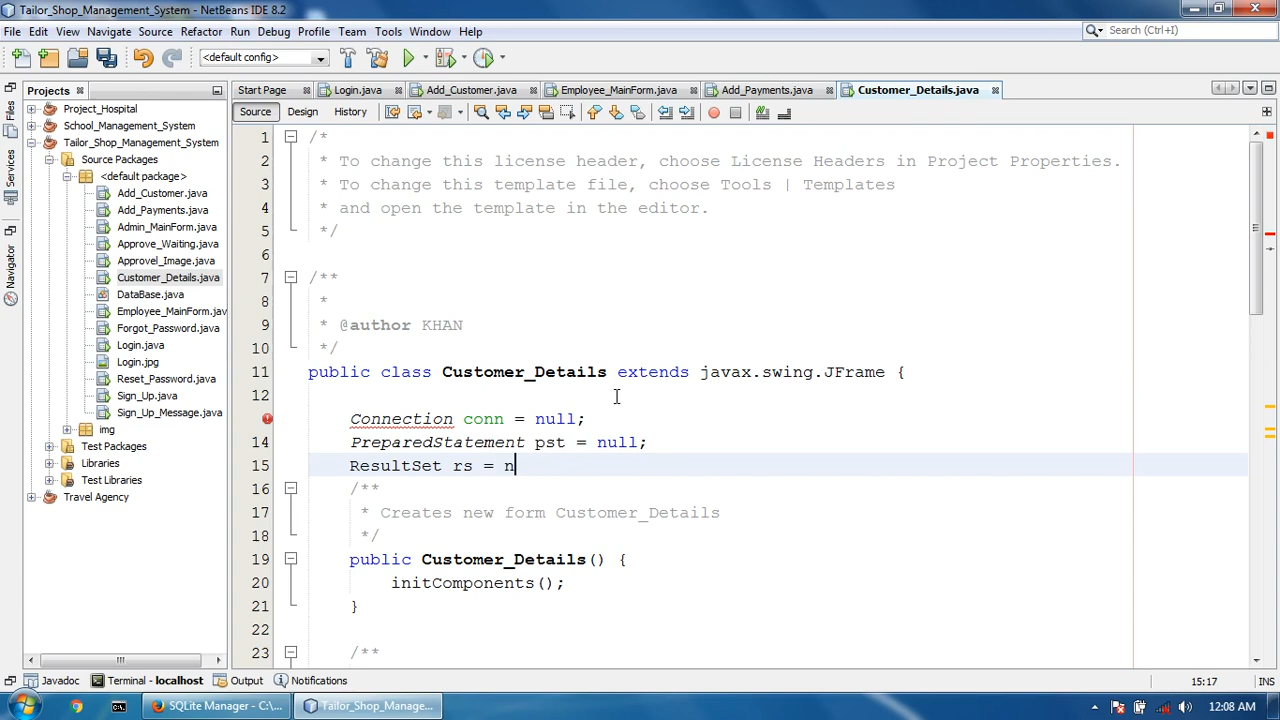 Tailor_Shop_Management_System - NetBeans IDE 8.2
File Edit View Navigate Source Refactor Run Debug Profile Team Tools Window Help
Search (Ctrl+I)
<default config>
Projects
Start Page
Login.java
Add_Customer.java
Employee_MainForm.java
Add_Payments.java
Customer_Details.java
Source Design History
Files
Services
Navigator
Project_Hospital
School_Management_System
Tailor_Shop_Management_System
Source Packages
<default package>
Add_Customer.java
Add_Payments.java
Admin_MainForm.java
Approve_Waiting.java
Approvel_Image.java
Customer_Details.java
DataBase.java
Employee_MainForm.jav
Forgot_Password.java
Login.java
Login.jpg
Reset_Password.java
Sign_Up.java
Sign_Up_Message.java
img
Test Packages
Libraries
Test Libraries
Travel Agency
1 /*
2 * To change this license header, choose License Headers in Project Properties.
3 * To change this template file, choose Tools | Templates
4 * and open the template in the editor.
5 */
6
7 /**
8 *
9 * @author KHAN
10 */
11 public class Customer_Details extends javax.swing.JFrame {
12
Connection conn = null;
14 PreparedStatement pst = null;
15 ResultSet rs = n
16 /**
17 * Creates new form Customer_Details
18 */
19 public Customer_Details() {
20 initComponents();
21 }
22
23 /**
Javadoc
Terminal - localhost
Output
Notifications
15:17
INS
SQLite Manager - C:\...
Tailor_Shop_Manage...
12:08 AM